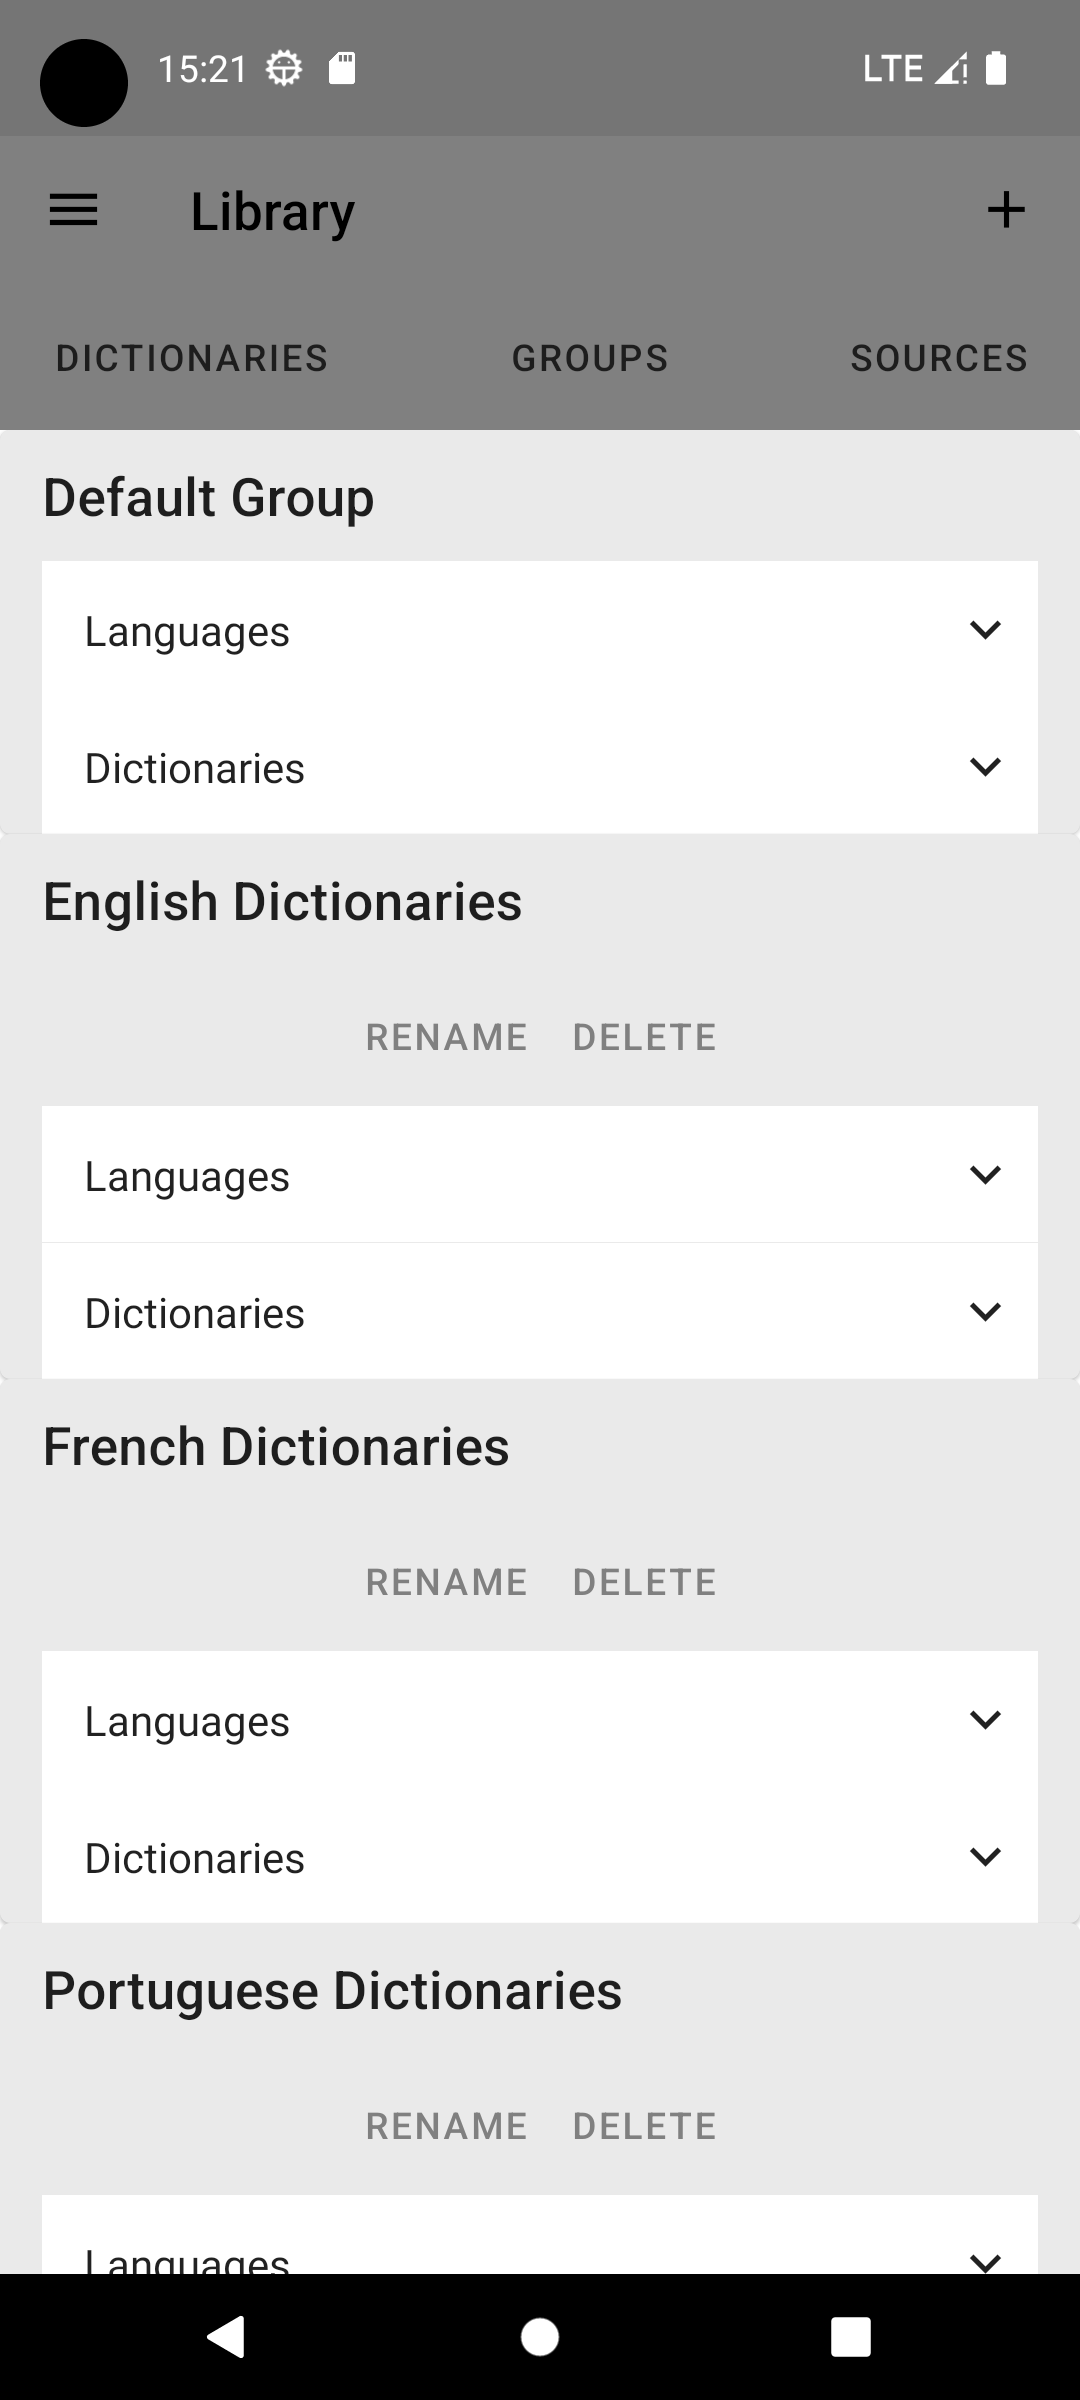 15:21 LTE
Library
DICTIONARIES GROUPS SOURCES
Default Group
Languages
Dictionaries
English Dictionaries
RENAME DELETE
Languages
Dictionaries
French Dictionaries
RENAME DELETE
Languages
Dictionaries
Portuguese Dictionaries
RENAME DELETE
Languages